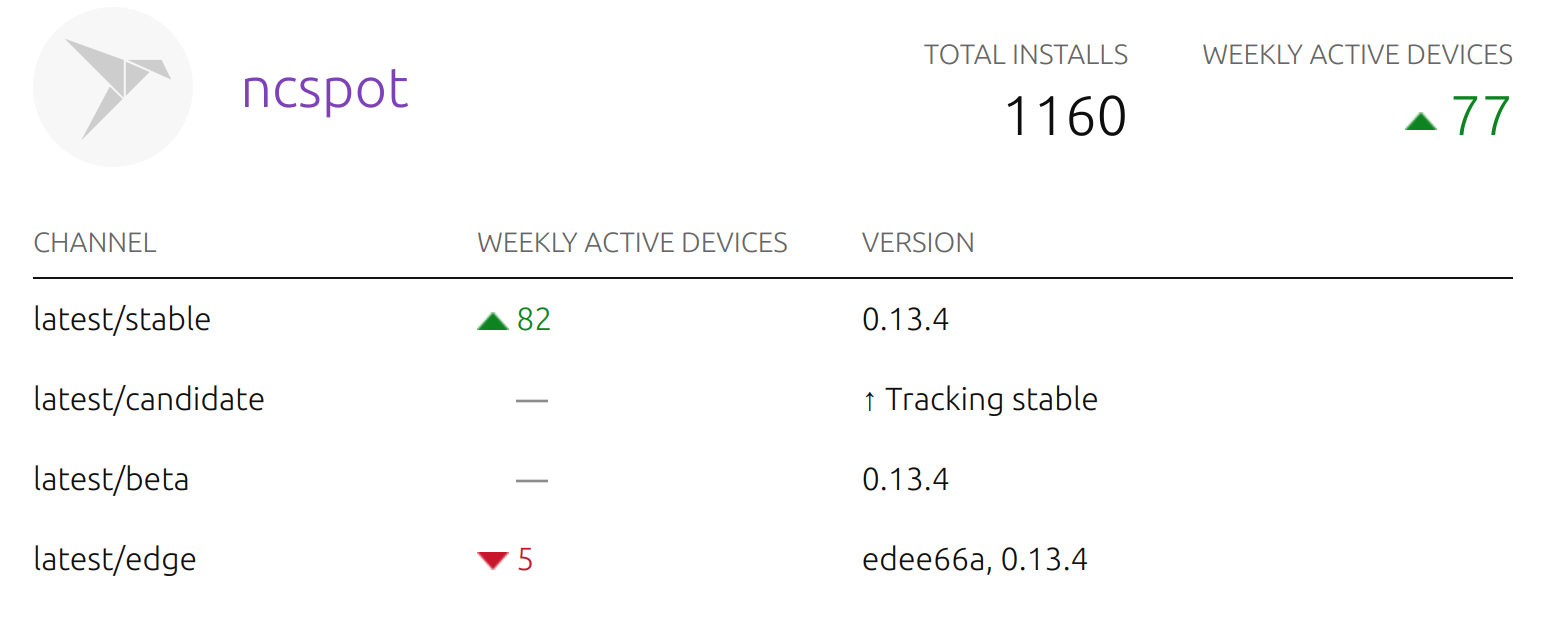 ncspot
TOTAL INSTALLS
1160
WEEKLY ACTIVE DEVICES
77
CHANNEL WEEKLY ACTIVE DEVICES VERSION
latest/stable 82 0.13.4
latest/candidate — ↑ Tracking stable
latest/beta — 0.13.4
latest/edge 5 edee66a, 0.13.4